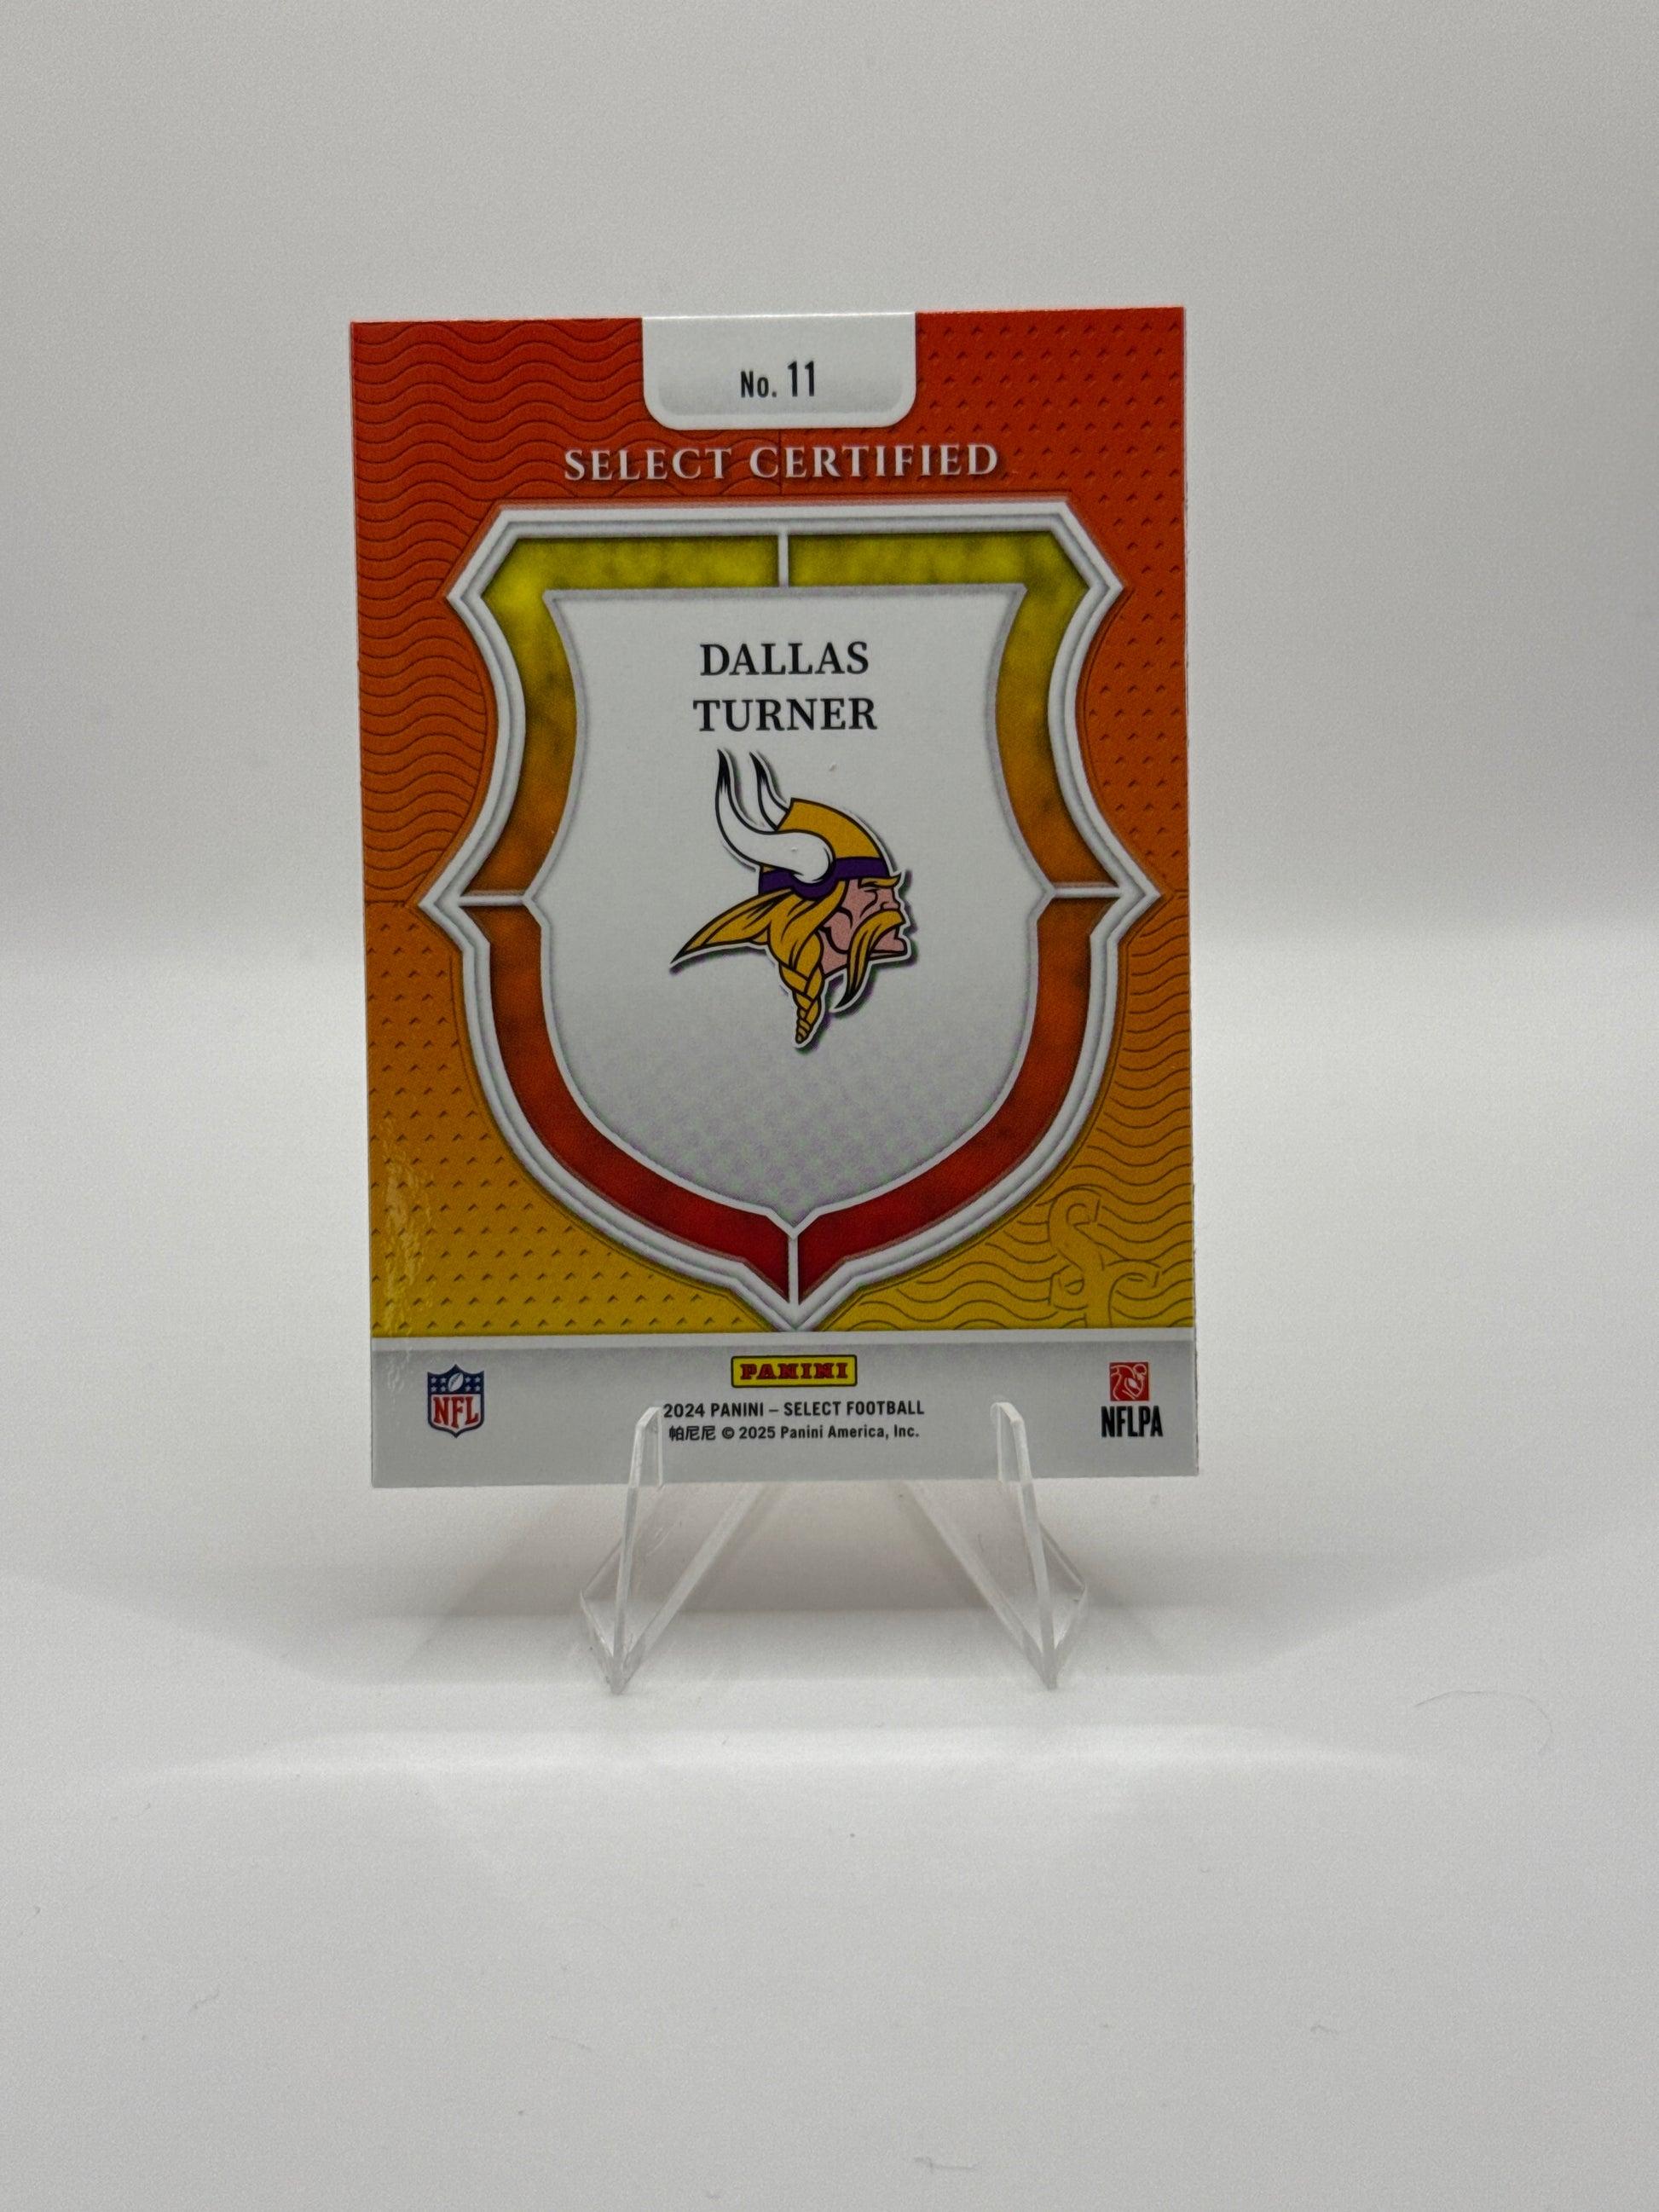 No. 11
SELECT CERTIFIED
DALLAS
TURNER
PANINI
2024 PANINI – SELECT FOOTBALL
帕尼尼 © 2025 Panini America, Inc.
NFL
NFLPA